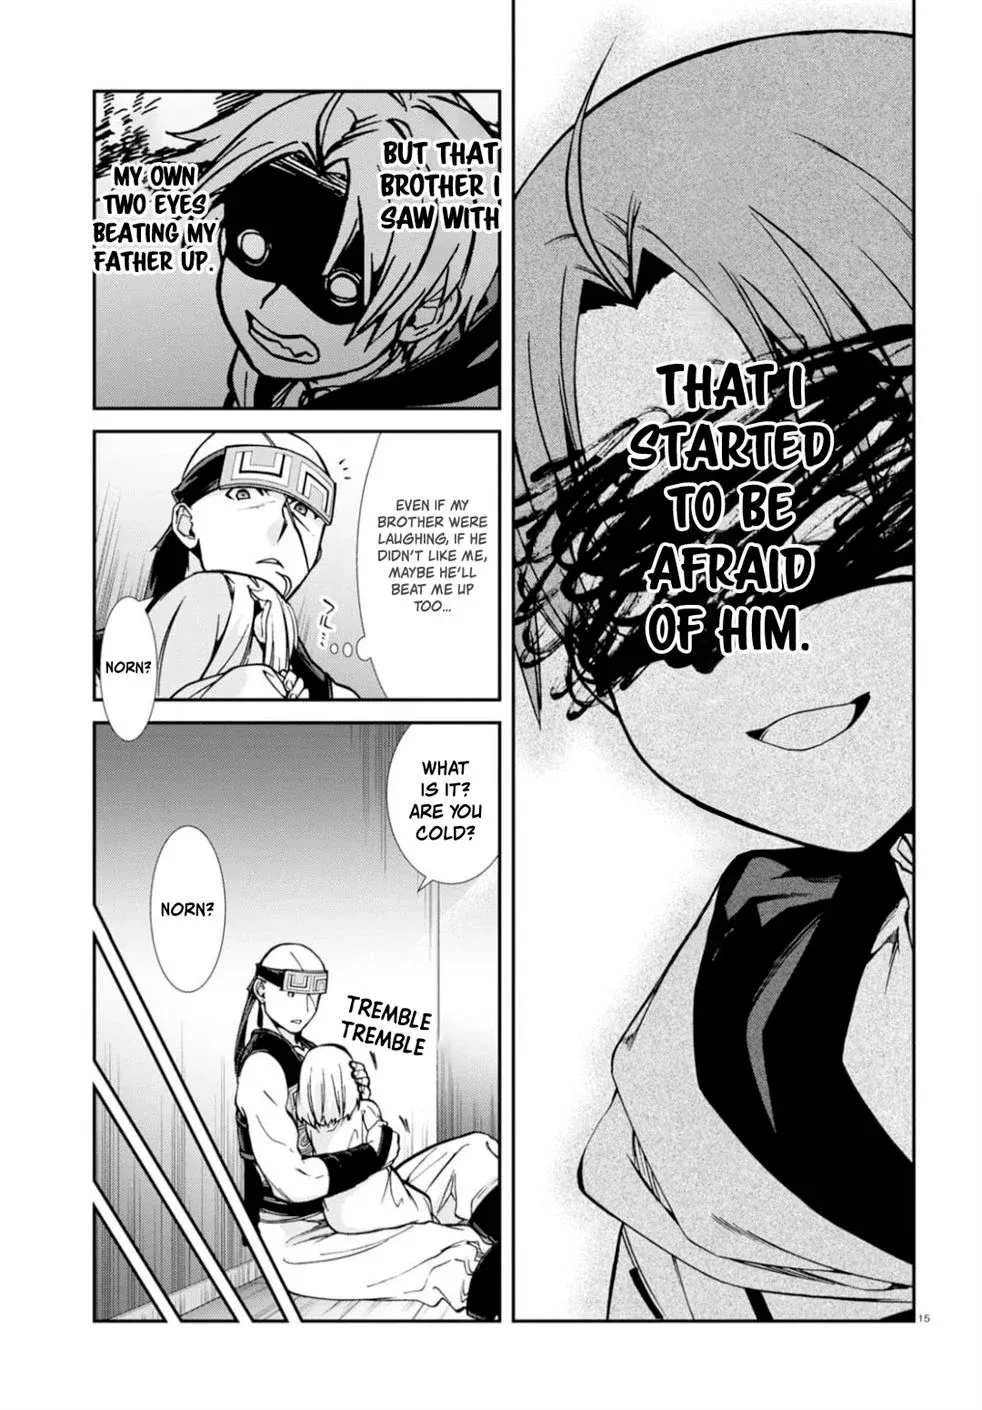 THAT I
STARTED
TO BE
AFRAID
OF HIM.
BUT THAT
BROTHER I
SAW WITH
MY OWN
TWO EYES
BEATING MY
FATHER UP.
EVEN IF MY
BROTHER WERE
LAUGHING, IF HE
DIDN'T LIKE ME,
MAYBE HE'LL
BEAT ME UP
TOO...
NORN?
WHAT
IS IT?
ARE YOU
COLD?
TREMBLE
TREMBLE
NORN?
15